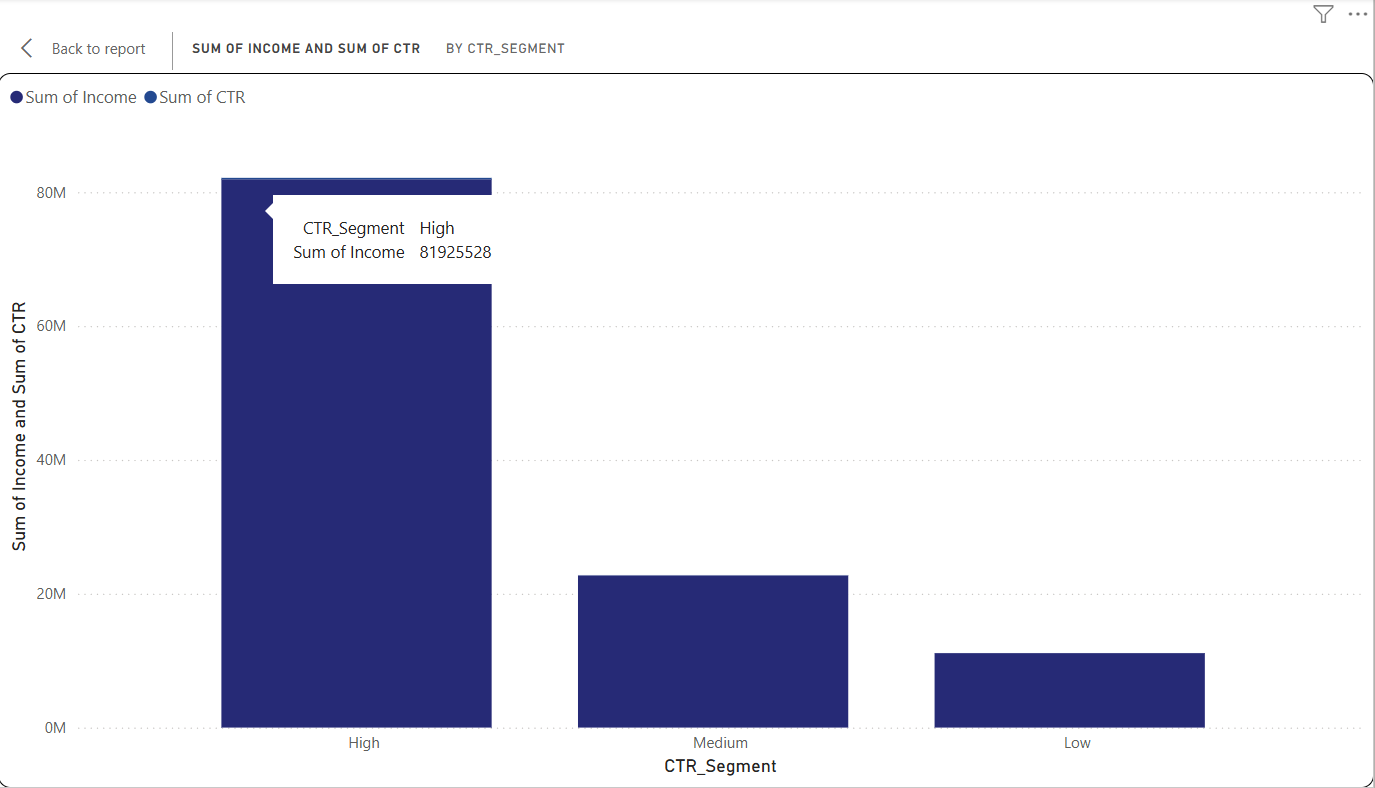 Back to report SUM OF INCOME AND SUM OF CTR BY CTR_SEGMENT
Sum of Income Sum of CTR
80M
CTR_Segment High
Sum of Income 81925528
60M
40M
20M
0M
Sum of Income and Sum of CTR
High Medium Low
CTR_Segment